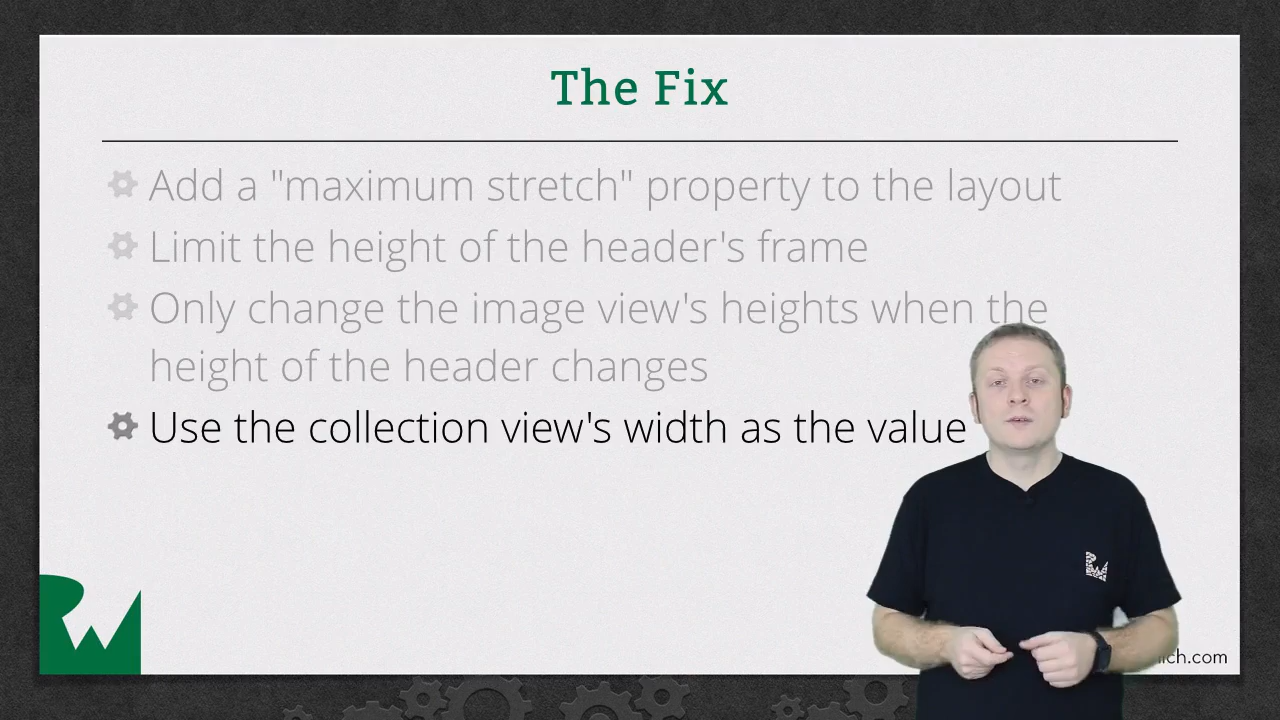 The Fix
Add a "maximum stretch" property to the layout
Limit the height of the header's frame
Only change the image view's heights when the
height of the header changes
Use the collection view's width as the value
RW